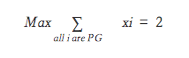 Max ∑ xi = 2
all i are PG